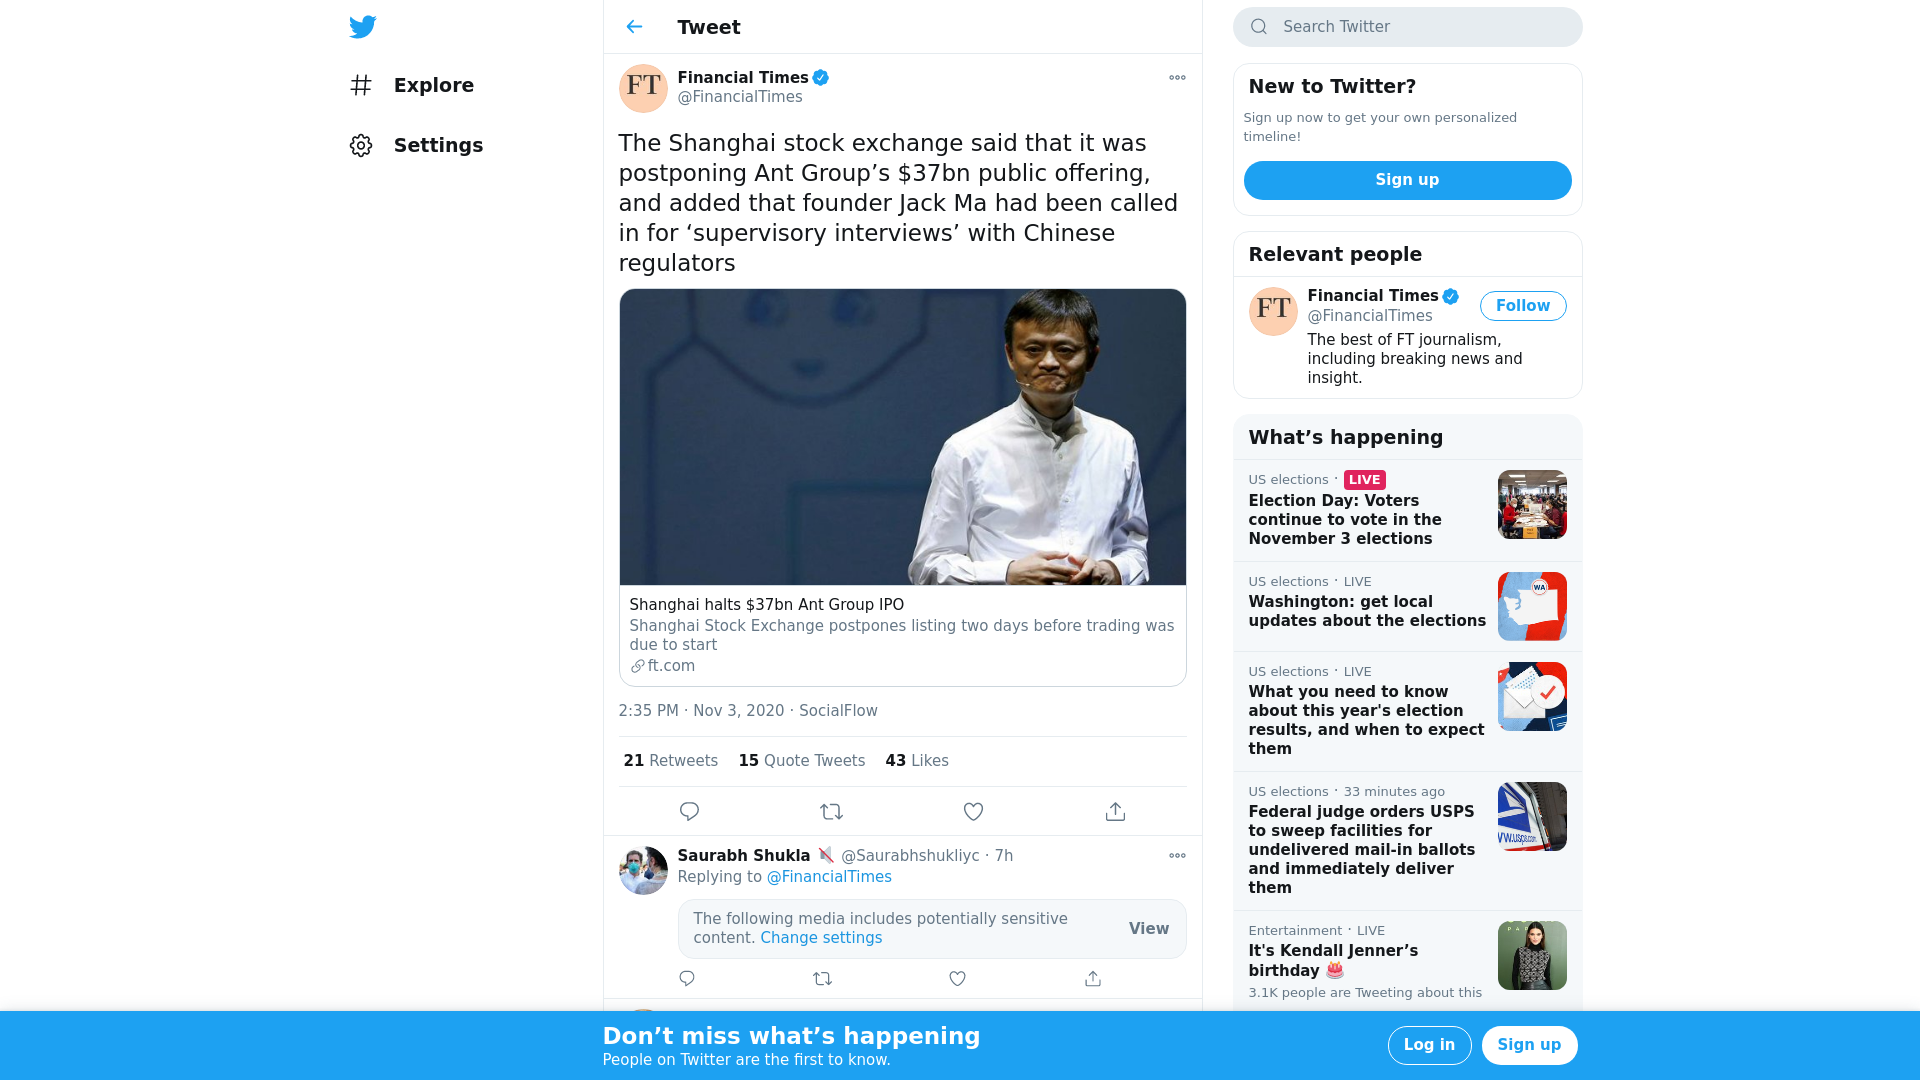 Explore
Settings
Tweet
FT
Financial Times
@FinancialTimes
The Shanghai stock exchange said that it was
postponing Ant Group’s $37bn public offering,
and added that founder Jack Ma had been called
in for ‘supervisory interviews’ with Chinese
regulators
Shanghai halts $37bn Ant Group IPO
Shanghai Stock Exchange postpones listing two days before trading was
due to start
ft.com
2:35 PM · Nov 3, 2020 · SocialFlow
21 Retweets 15 Quote Tweets 43 Likes
Saurabh Shukla @Saurabhshukliyc · 7h
Replying to @FinancialTimes
The following media includes potentially sensitive
content. Change settings
View
Search Twitter
New to Twitter?
Sign up now to get your own personalized
timeline!
Sign up
Relevant people
FT
Financial Times
@FinancialTimes
Follow
The best of FT journalism,
including breaking news and
insight.
What’s happening
US elections · LIVE
Election Day: Voters
continue to vote in the
November 3 elections
US elections · LIVE
Washington: get local
updates about the elections
WA
US elections · LIVE
What you need to know
about this year's election
results, and when to expect
them
US elections · 33 minutes ago
Federal judge orders USPS
to sweep facilities for
undelivered mail-in ballots
and immediately deliver
them
Entertainment · LIVE
It's Kendall Jenner’s
birthday 🎂
3.1K people are Tweeting about this
Don’t miss what’s happening
People on Twitter are the first to know.
Log in
Sign up